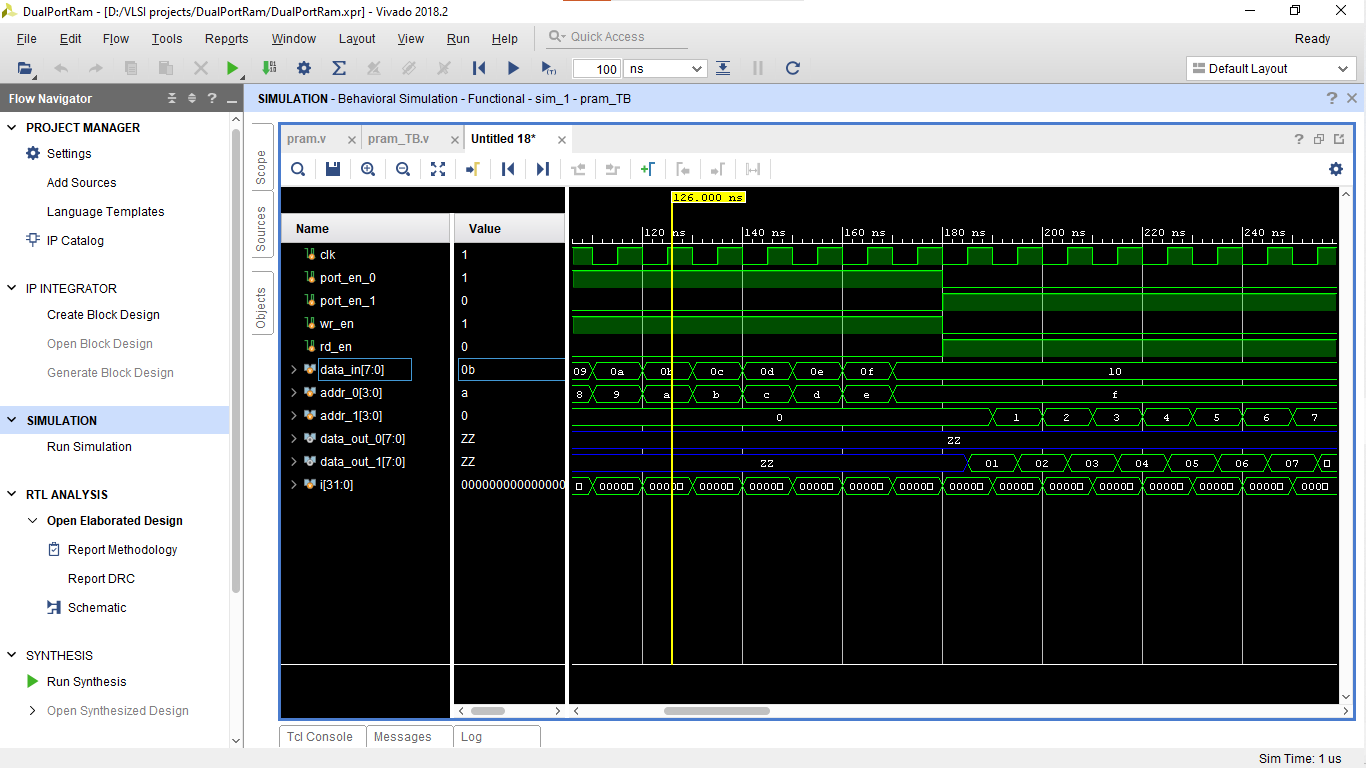 DualPortRam - [D:/VLSI projects/DualPortRam/DualPortRam.xpr] - Vivado 2018.2
File Edit Flow Tools Reports Window Layout View Run Help Quick Access Ready
100 ns Default Layout
Flow Navigator
SIMULATION - Behavioral Simulation - Functional - sim_1 - pram_TB
PROJECT MANAGER
Settings
Add Sources
Language Templates
IP Catalog
IP INTEGRATOR
Create Block Design
Open Block Design
Generate Block Design
SIMULATION
Run Simulation
RTL ANALYSIS
Open Elaborated Design
Report Methodology
Report DRC
Schematic
SYNTHESIS
Run Synthesis
Open Synthesized Design
Scope
Sources
Objects
pram.v pram_TB.v Untitled 18*
126.000 ns
Name Value
120 ns 140 ns 160 ns 180 ns 200 ns 220 ns 240 ns
clk 1
port_en_0 1
port_en_1 0
wr_en 1
rd_en 0
data_in[7:0] 0b 09 0a 0b 0c 0d 0e 0f 10
addr_0[3:0] a 8 9 a b c d e f
addr_1[3:0] 0 0 1 2 3 4 5 6 7
data_out_0[7:0] ZZ ZZ
data_out_1[7:0] ZZ ZZ 01 02 03 04 05 06 07
i[31:0] 00000000000000 0000 0000 0000 0000 0000 0000 0000 0000 0000 0000 0000 0000 0000 0000 000
Tcl Console Messages Log
Sim Time: 1 us